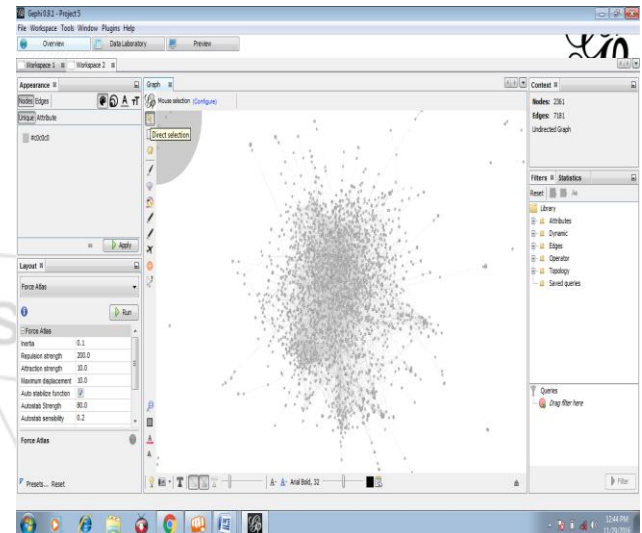 Gephi 0.9.1 - Project 5
File Workspace Tools Window Plugins Help
Overview Data Laboratory Preview
Workspace 1 Workspace 2
Appearance
Nodes Edges
Unique Attribute
#c0c0c0
Apply
Layout
Force Atlas
Run
Force Atlas
Inertia 0.1
Repulsion strength 200.0
Attraction strength 10.0
Maximum displacement 10.0
Auto stabilize function
Autostab Strength 80.0
Autostab sensibility 0.2
Force Atlas
Presets... Reset
Graph
Mouse selection (Configure)
Direct selection
A- A- Arial Bold, 32
Context
Nodes: 2361
Edges: 7181
Undirected Graph
Filters Statistics
Reset
Library
Attributes
Dynamic
Edges
Operator
Topology
Saved queries
Queries
Drag filter here
Filter
12:44 PM
11/29/2016